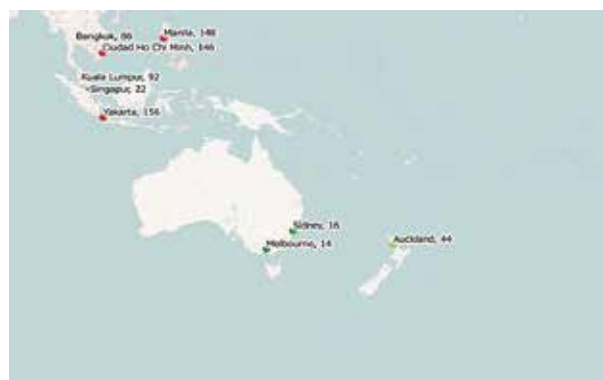 Manila, 148
Bangkok, 86
Ciudad Ho Chi Minh, 146
Kuala Lumpur, 92
Singapur, 22
Yakarta, 156
Sidney, 16
Auckland, 44
Melbourne, 14